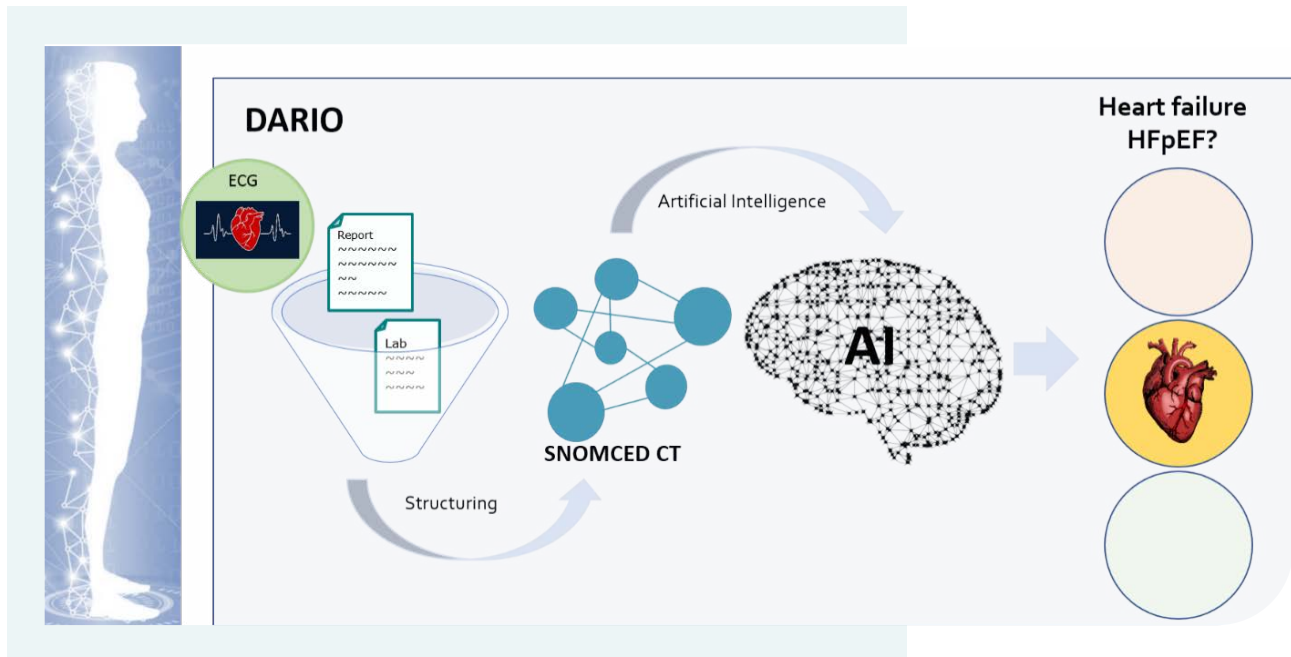 DARIO
ECG
Report
Lab
Structuring
SNOMCED CT
Artificial Intelligence
AI
Heart failure
HFpEF?